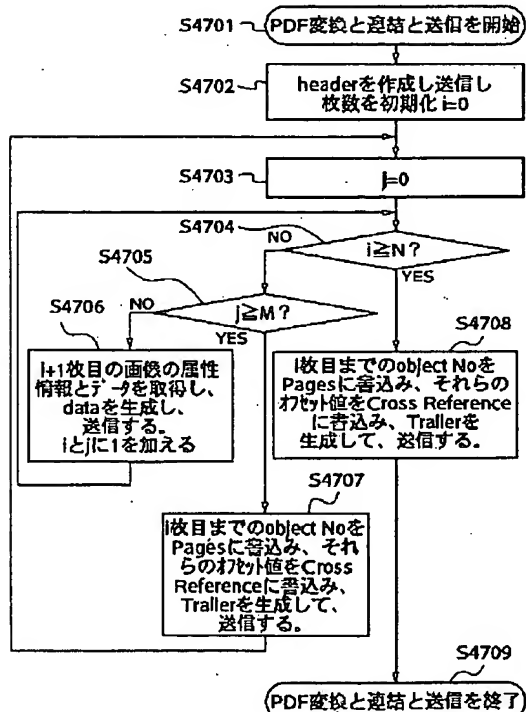 S4701
PDF変換と連結と送信を開始
S4702
headerを作成し送信し
枚数を初期化 i=0
S4703
j=0
S4704
i≧N?
NO
YES
S4705
j≧M?
NO
YES
S4706
i+1枚目の画像の属性
情報とデータを取得し、
dataを生成し、
送信する。
iとjに1を加える
S4708
i枚目までのobject Noを
Pagesに書込み、それらの
オフセット値をCross Reference
に書込み、Trailerを
生成して、送信する。
S4707
i枚目までのobject Noを
Pagesに書込み、それ
らのオフセット値をCross
Referenceに書込み、
Trailerを生成して、
送信する。
S4709
PDF変換と連結と送信を終了